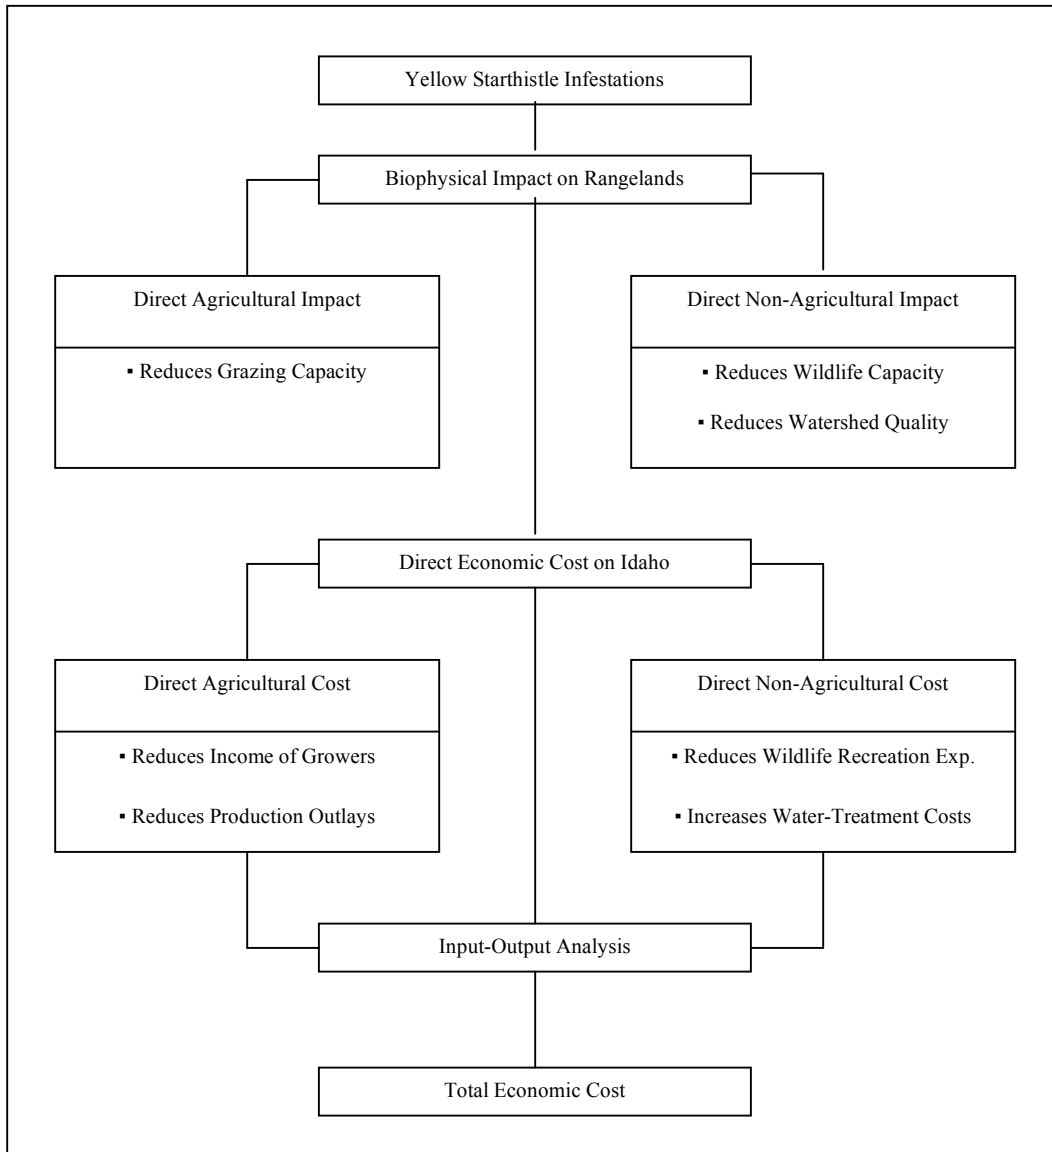 Yellow Starthistle Infestations
Biophysical Impact on Rangelands
Direct Agricultural Impact
▪ Reduces Grazing Capacity
Direct Non-Agricultural Impact
▪ Reduces Wildlife Capacity
▪ Reduces Watershed Quality
Direct Economic Cost on Idaho
Direct Agricultural Cost
▪ Reduces Income of Growers
▪ Reduces Production Outlays
Direct Non-Agricultural Cost
▪ Reduces Wildlife Recreation Exp.
▪ Increases Water-Treatment Costs
Input-Output Analysis
Total Economic Cost